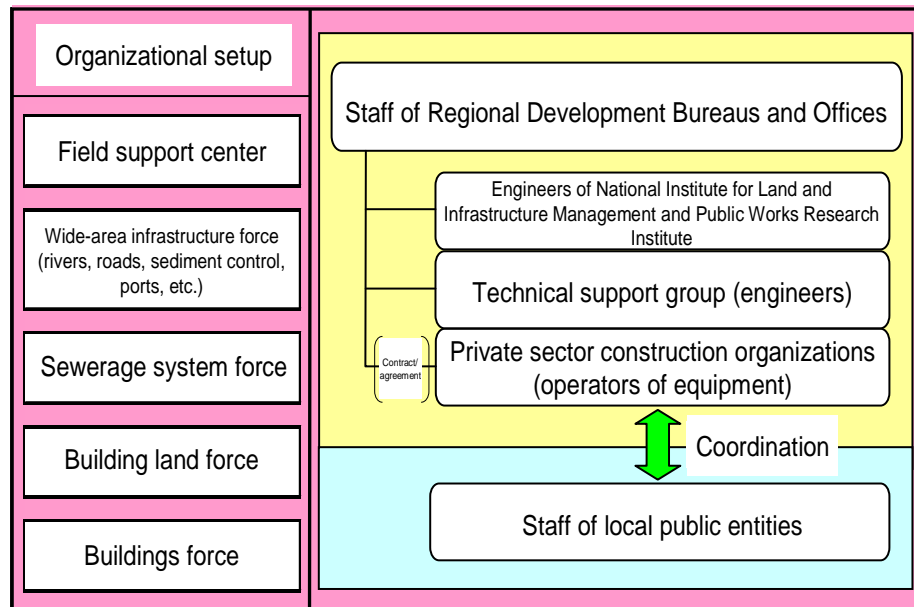 Organizational setup
Field support center
Wide-area infrastructure force
(rivers, roads, sediment control,
ports, etc.)
Sewerage system force
Building land force
Buildings force
Staff of Regional Development Bureaus and Offices
Engineers of National Institute for Land and
Infrastructure Management and Public Works Research
Institute
Technical support group (engineers)
Contract/
agreement
Private sector construction organizations
(operators of equipment)
Coordination
Staff of local public entities